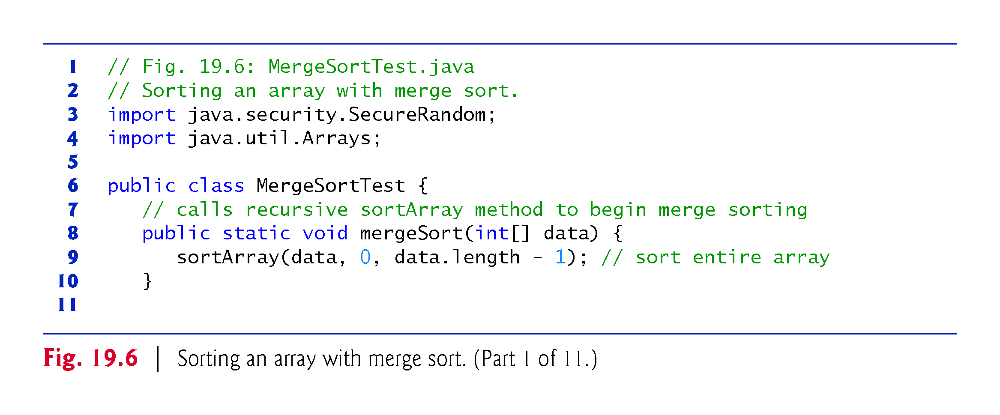 1 // Fig. 19.6: MergeSortTest.java
2 // Sorting an array with merge sort.
3 import java.security.SecureRandom;
4 import java.util.Arrays;
5
6 public class MergeSortTest {
7 // calls recursive sortArray method to begin merge sorting
8 public static void mergeSort(int[] data) {
9 sortArray(data, 0, data.length - 1); // sort entire array
10 }
11
Fig. 19.6 | Sorting an array with merge sort. (Part 1 of 11.)